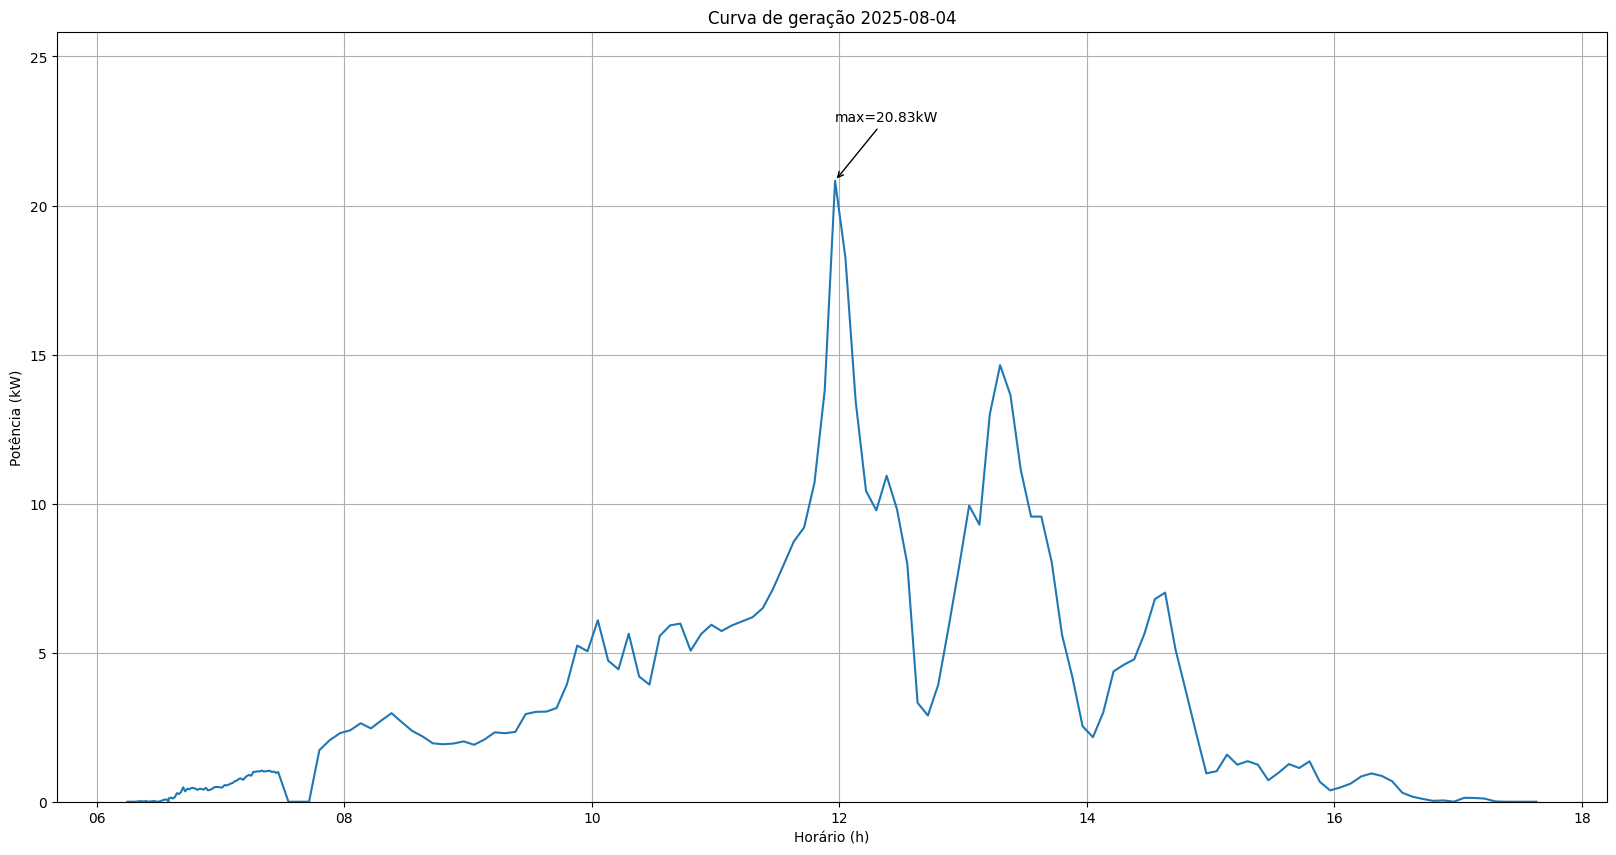 Curva de geração 2025-08-04
25
max=20.83kW
20
15
Potência (kW)
10
5
0
06 08 10 12 14 16 18
Horário (h)